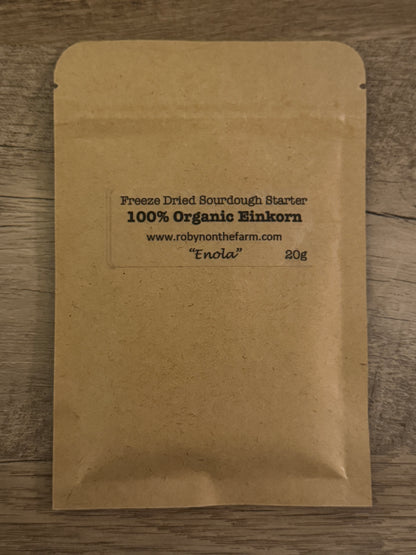 Freeze Dried Sourdough Starter
100% Organic Einkorn
www.robynonthefarm.com
"Enola" 20g